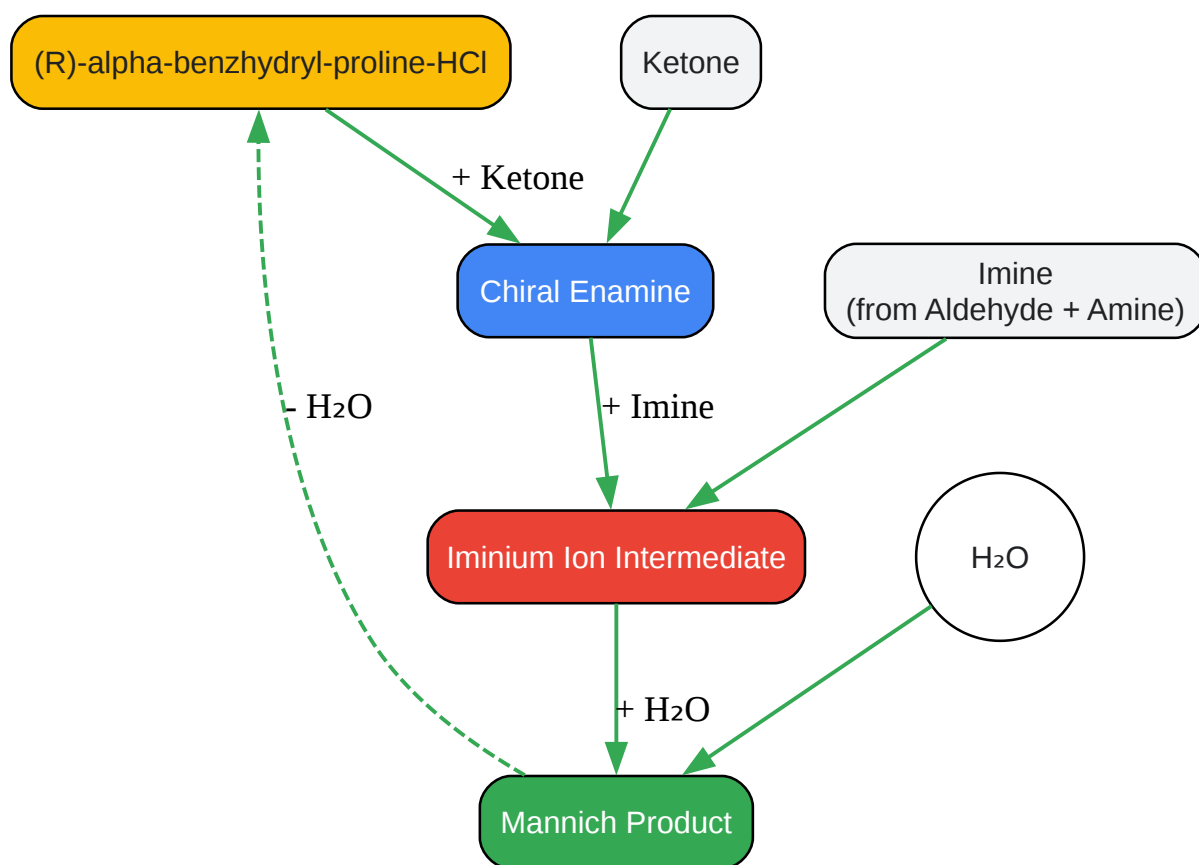 (R)-alpha-benzhydryl-proline-HCl
Ketone
+ Ketone
Chiral Enamine
Imine
(from Aldehyde + Amine)
- H₂O
+ Imine
Iminium Ion Intermediate
H₂O
+ H₂O
Mannich Product